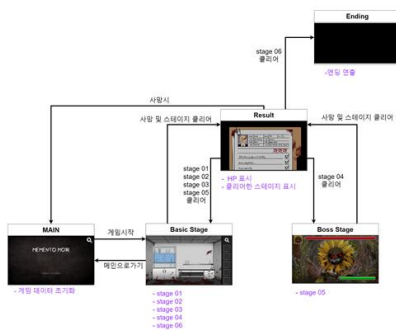 Ending
stage 06
클리어
-엔딩 연출
사망시
Result
사망 및 스테이지 클리어
사망 및 스테이지 클리어
stage 01
stage 02
stage 03
stage 05
클리어
- HP 표시
- 클리어한 스테이지 표시
stage 04
클리어
MAIN
게임시작
Basic Stage
Boss Stage
MEMENTO MORI
메인으로가기
- 게임 데이터 초기화
- stage 01
- stage 02
- stage 03
- stage 04
- stage 06
- stage 05